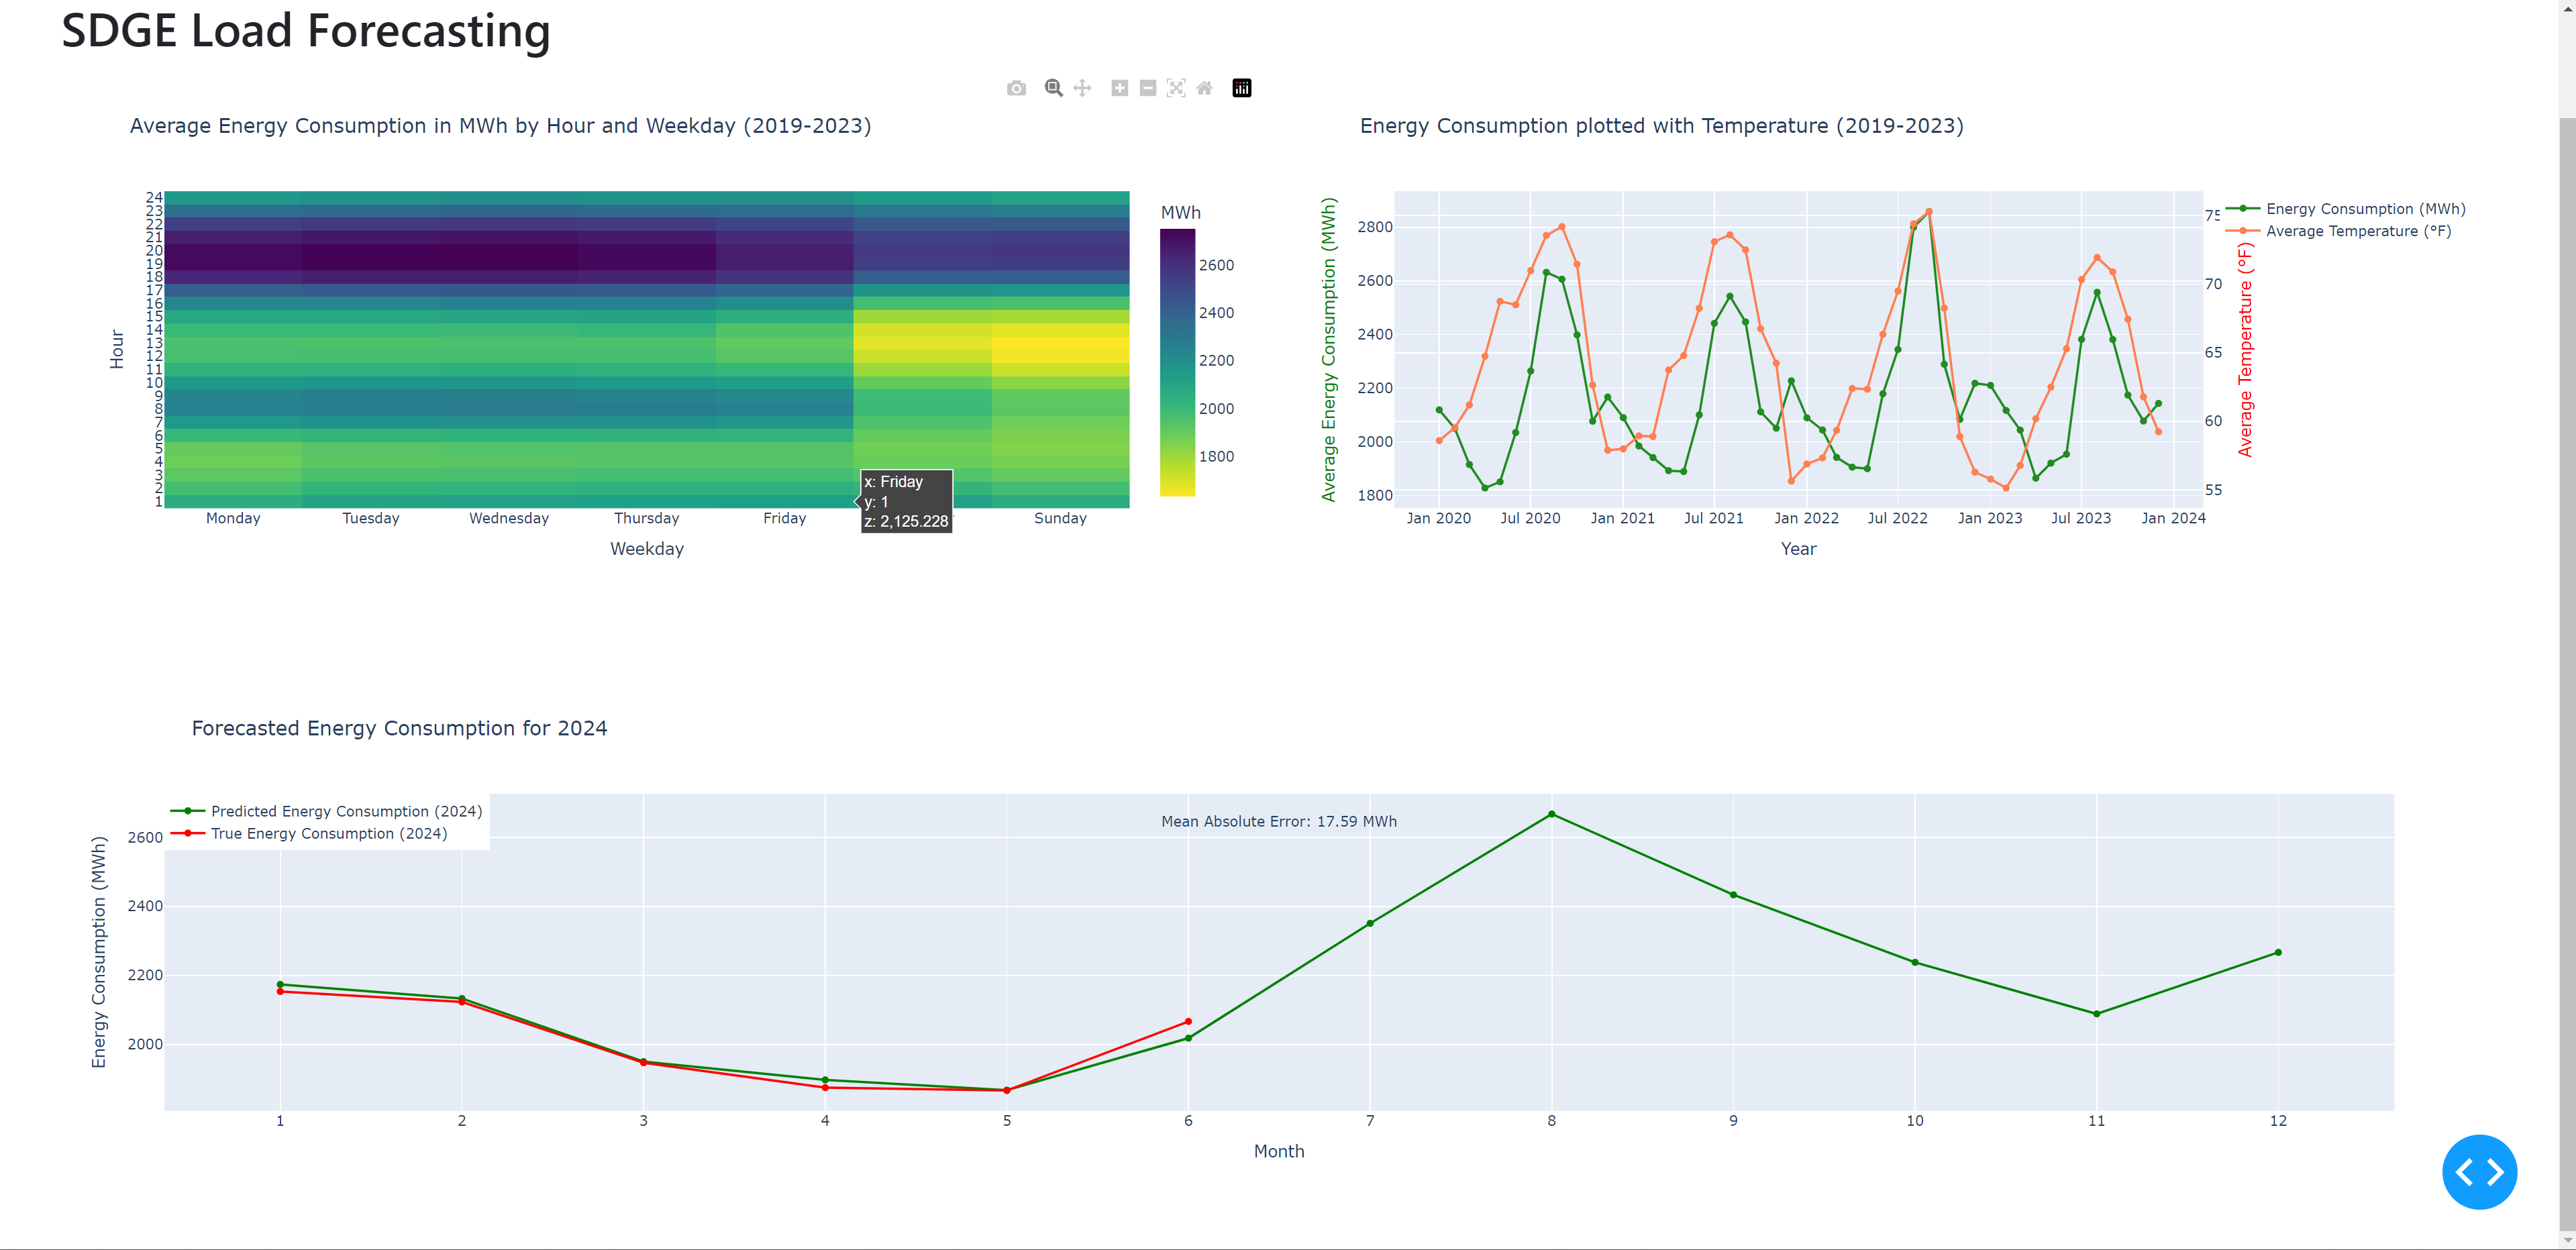 SDGE Load Forecasting
Average Energy Consumption in MWh by Hour and Weekday (2019-2023)
24
23
22
21
20
19
18
17
16
15
14
13
12
11
10
9
8
7
6
5
4
3
2
1
Hour
Monday
Tuesday
Wednesday
Thursday
Friday
Sunday
Weekday
x: Friday
y: 1
z: 2,125.228
MWh
2600
2400
2200
2000
1800
Energy Consumption plotted with Temperature (2019-2023)
Average Energy Consumption (MWh)
2800
2600
2400
2200
2000
1800
Jan 2020
Jul 2020
Jan 2021
Jul 2021
Jan 2022
Jul 2022
Jan 2023
Jul 2023
Jan 2024
Year
75
70
65
60
55
Average Temperature (°F)
Energy Consumption (MWh)
Average Temperature (°F)
Forecasted Energy Consumption for 2024
Predicted Energy Consumption (2024)
True Energy Consumption (2024)
Mean Absolute Error: 17.59 MWh
Energy Consumption (MWh)
2600
2400
2200
2000
1
2
3
4
5
6
7
8
9
10
11
12
Month